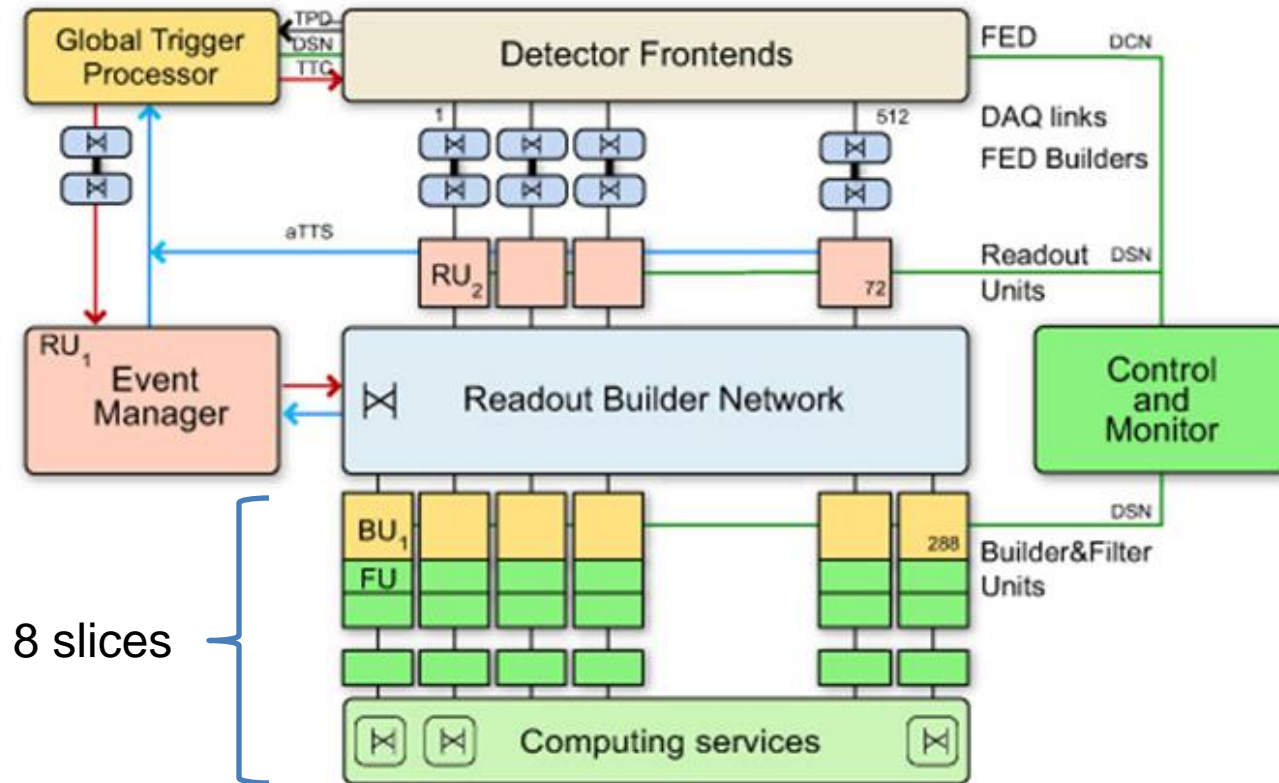 Global Trigger
Processor
TPD
DSN
TTC
Detector Frontends
FED
DCN
1
512
DAQ links
FED Builders
aTTS
RU2
72
Readout
Units
DSN
RU1
Event
Manager
Readout Builder Network
Control
and
Monitor
8 slices
BU1
FU
288
DSN
Builder&Filter
Units
Computing services